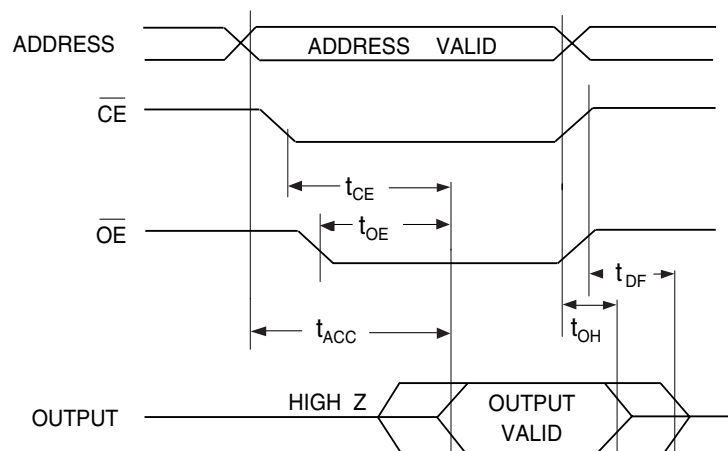 ADDRESS
ADDRESS VALID
CE
tCE
tOE
OE
tDF
tACC
tOH
HIGH Z
OUTPUT
OUTPUT
VALID